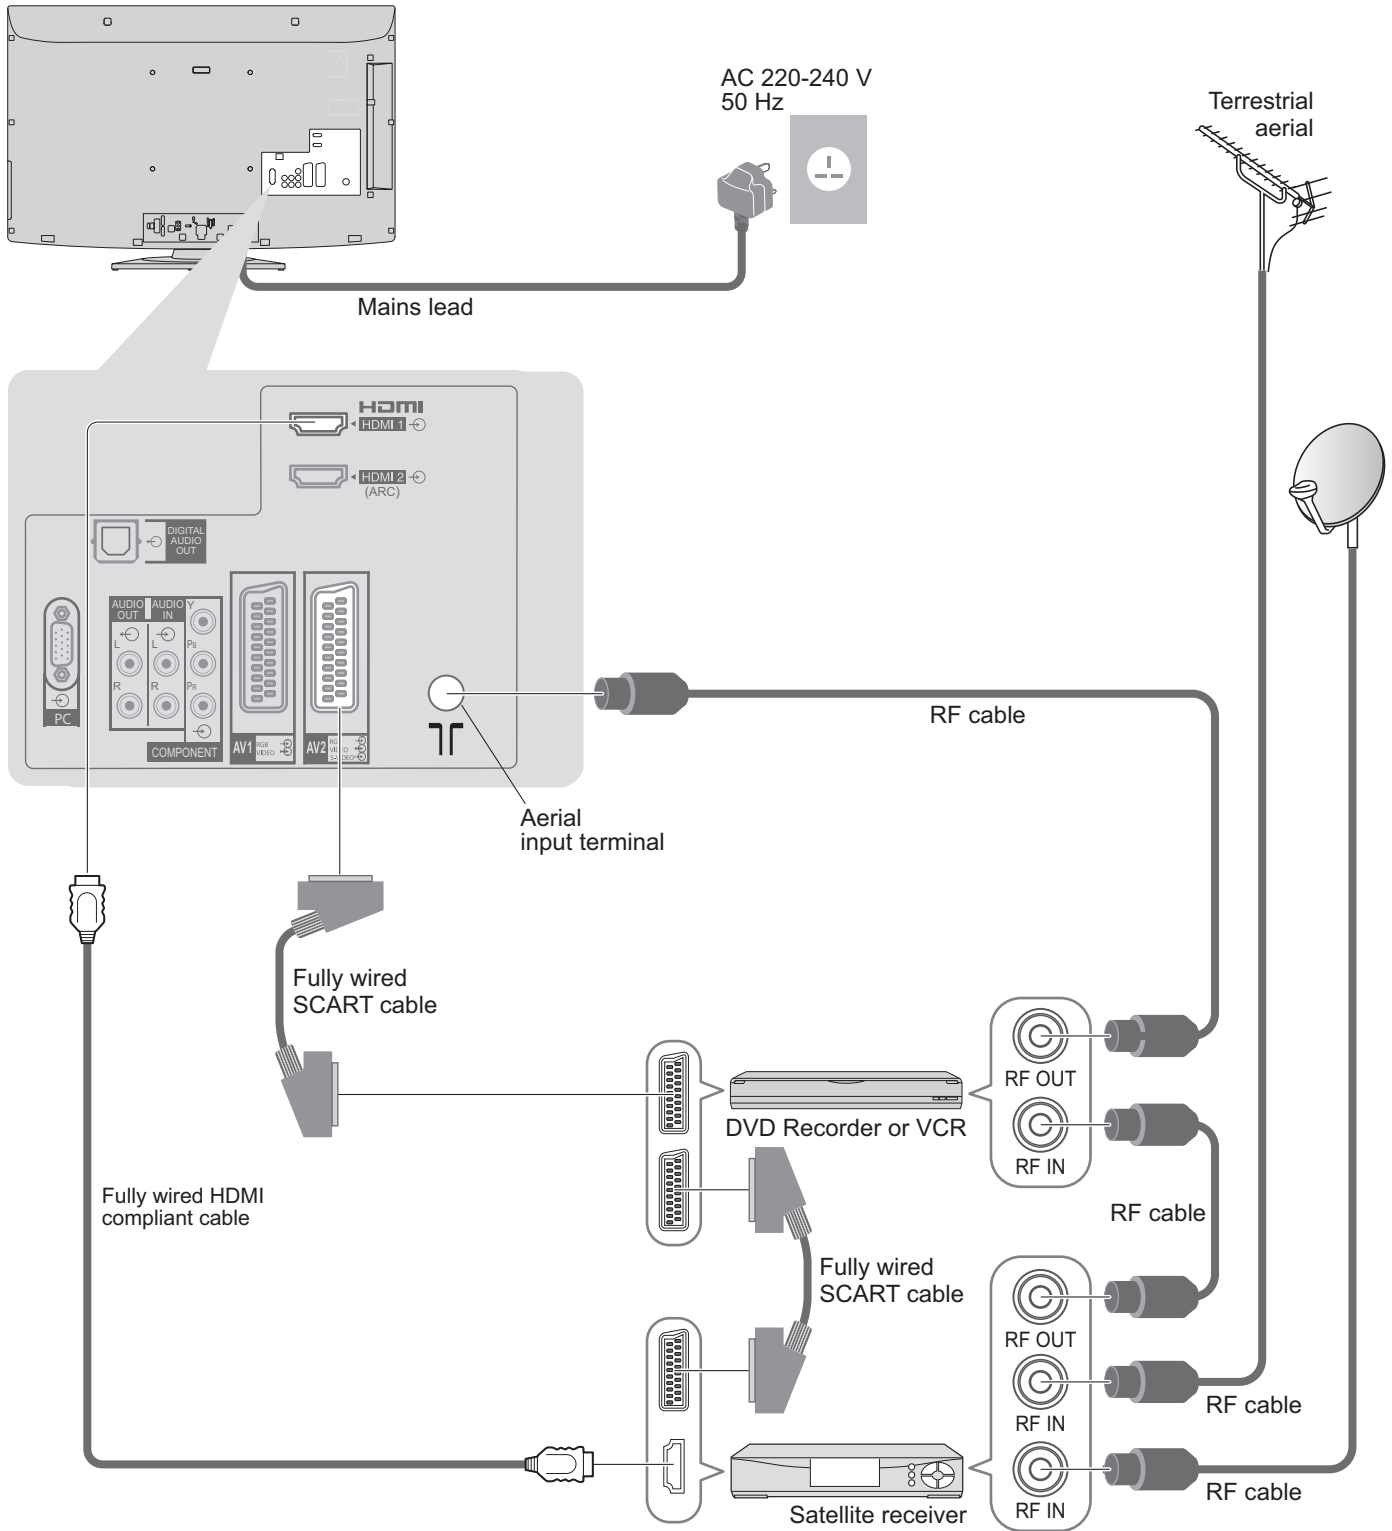 AC 220-240 V
50 Hz
Terrestrial
aerial
Mains lead
HDMI
HDMI 1
HDMI 2
(ARC)
DIGITAL
AUDIO
OUT
AUDIO
OUT
AUDIO
IN
Y
L
L
PB
R
R
PR
PC
COMPONENT
AV1
RGB
VIDEO
AV2
RGB
VIDEO
S-VIDEO
RF cable
Aerial
input terminal
Fully wired
SCART cable
RF OUT
DVD Recorder or VCR
RF IN
Fully wired HDMI
compliant cable
RF cable
Fully wired
SCART cable
RF OUT
RF IN
RF cable
RF IN
RF cable
Satellite receiver